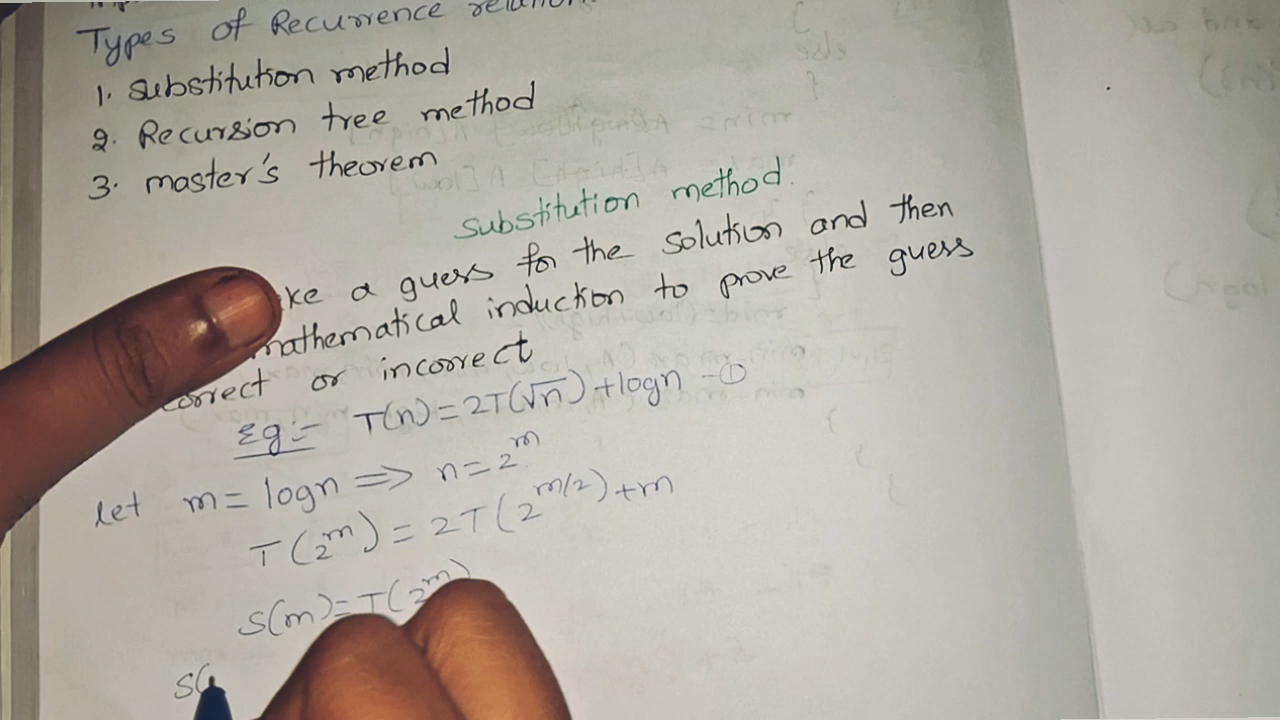 Types of Recurrence
1. substitution method
2. Recursion tree method
3. master's theorem
substitution method.
a guess for the solution and then
mathematical induction to prove the guess
correct or incorrect
Eg:- T(n) = 2T(√n) + logn - ①
let m = logn ⇒ n = 2^m
T(2^m) = 2T(2^{m/2}) + m
S(m) = T(2^m)
S(